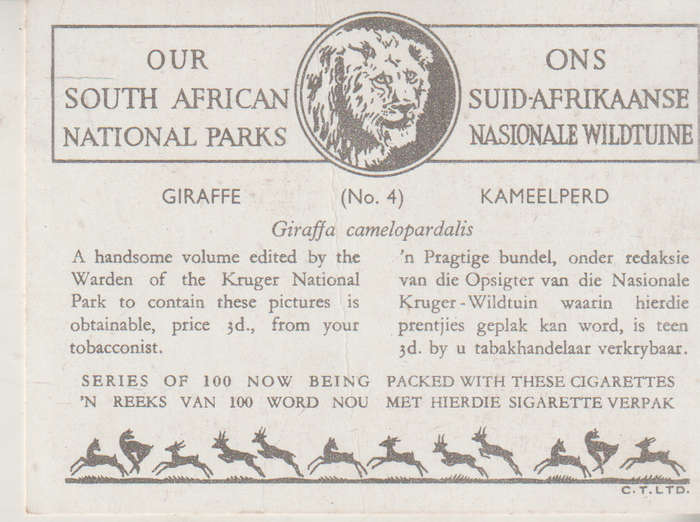 OUR
SOUTH AFRICAN
NATIONAL PARKS
ONS
SUID-AFRIKAANSE
NASIONALE WILDTUINE
GIRAFFE (No. 4) KAMEELPERD
Giraffa camelopardalis
A handsome volume edited by the
Warden of the Kruger National
Park to contain these pictures is
obtainable, price 3d., from your
tobacconist.
'n Pragtige bundel, onder redaksie
van die Opsigter van die Nasionale
Kruger-Wildtuin waarin hierdie
prentjies geplak kan word, is teen
3d. by u tabakhandelaar verkrybaar.
SERIES OF 100 NOW BEING PACKED WITH THESE CIGARETTES
'N REEKS VAN 100 WORD NOU MET HIERDIE SIGARETTE VERPAK
C.T.LTD.